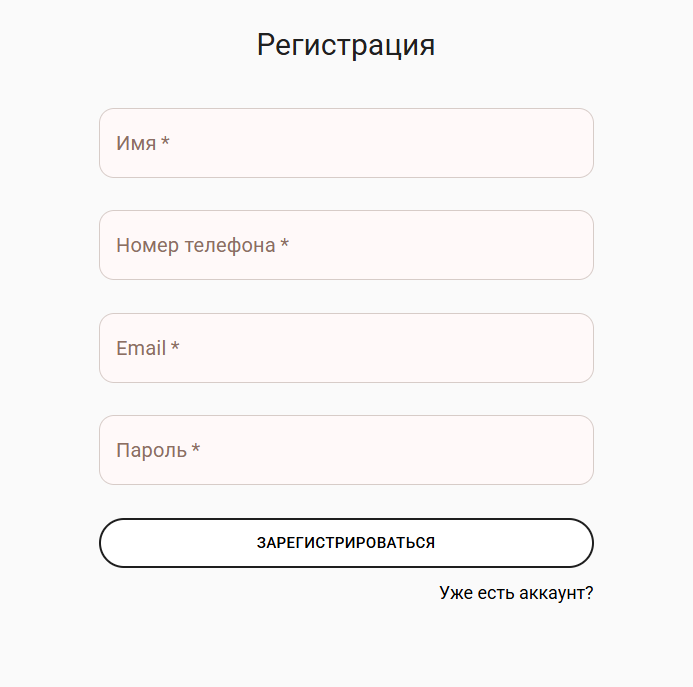 Регистрация
Имя *
Номер телефона *
Email *
Пароль *
ЗАРЕГИСТРИРОВАТЬСЯ
Уже есть аккаунт?